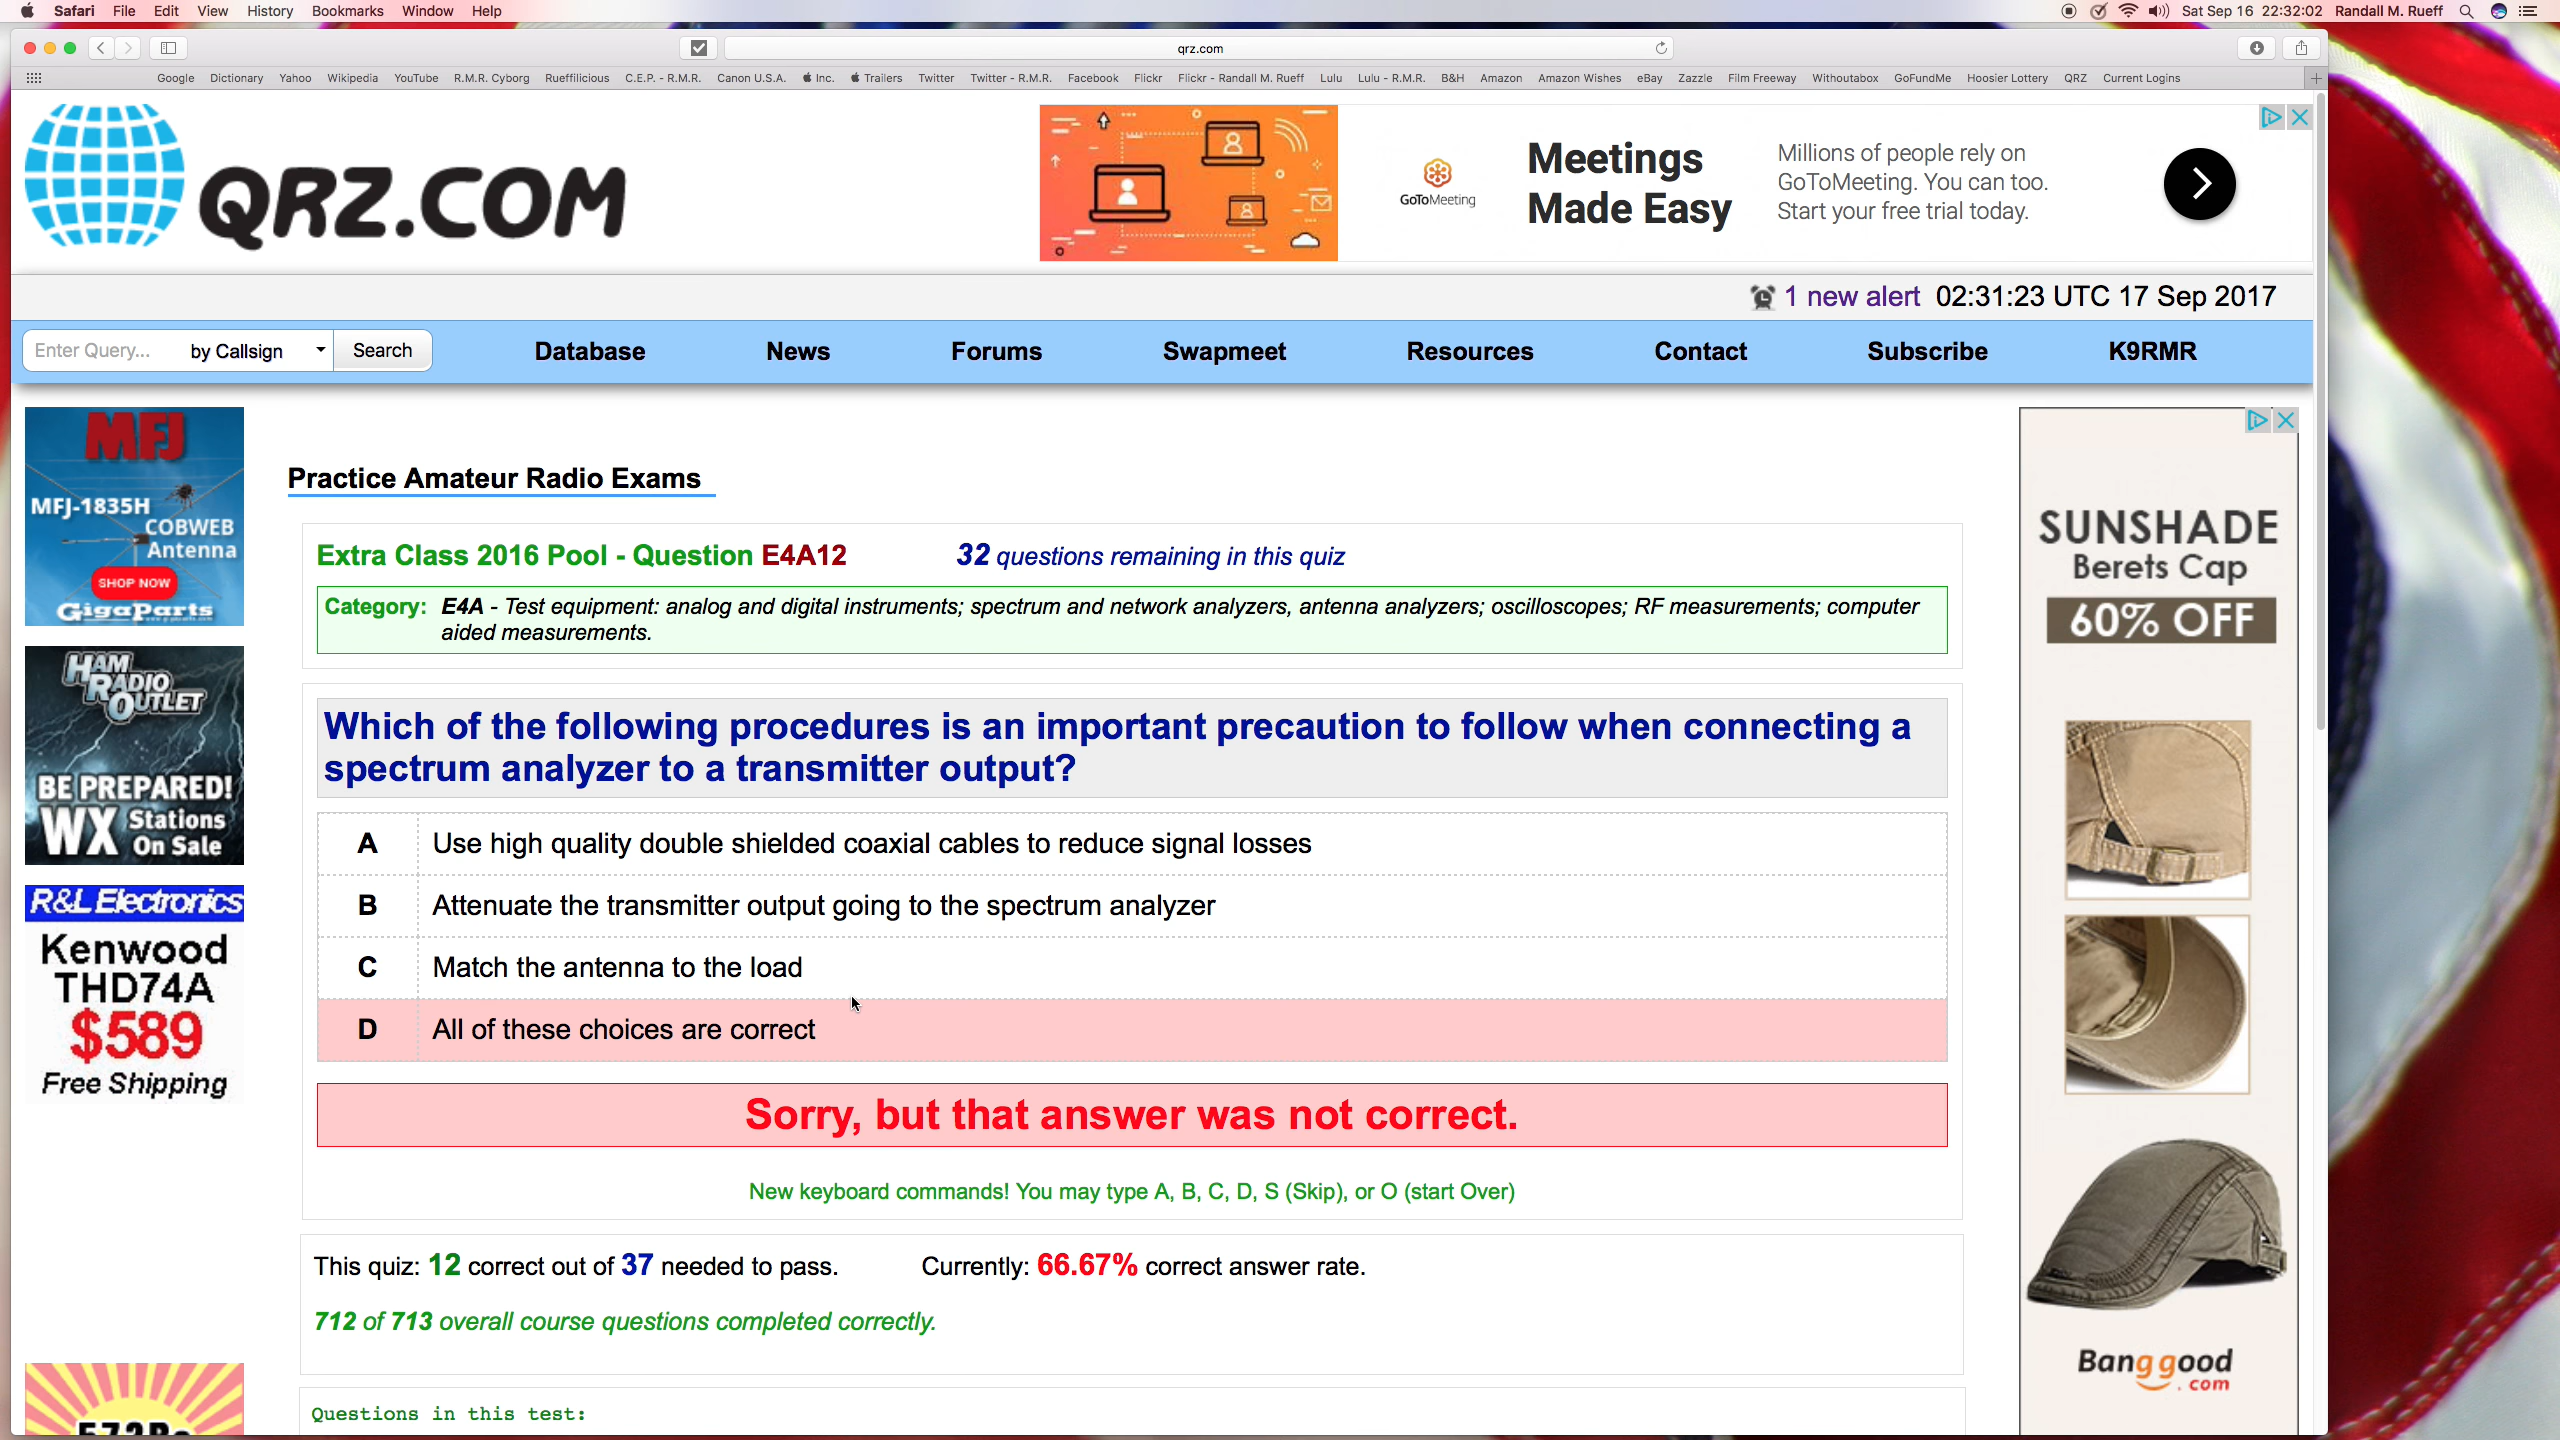 Safari File Edit View History Bookmarks Window Help
Sat Sep 16 22:32:02 Randall M. Rueff
qrz.com
Google Dictionary Yahoo Wikipedia YouTube R.M.R. Cyborg Rueffilicious C.E.P. - R.M.R. Canon U.S.A. Inc. Trailers Twitter Twitter - R.M.R. Facebook Flickr Flickr - Randall M. Rueff Lulu Lulu - R.M.R. B&H Amazon Amazon Wishes eBay Zazzle Film Freeway Withoutabox GoFundMe Hoosier Lottery QRZ Current Logins
QRZ.COM
GoToMeeting
Meetings
Made Easy
Millions of people rely on
GoToMeeting. You can too.
Start your free trial today.
1 new alert 02:31:23 UTC 17 Sep 2017
Enter Query... by Callsign Search Database News Forums Swapmeet Resources Contact Subscribe K9RMR
MFJ
MFJ-1835H
COBWEB
Antenna
SHOP NOW
GigaParts
HAM
RADIO
OUTLET
BE PREPARED!
WX Stations
On Sale
R&L Electronics
Kenwood
THD74A
$589
Free Shipping
Practice Amateur Radio Exams
Extra Class 2016 Pool - Question E4A12 32 questions remaining in this quiz
Category: E4A - Test equipment: analog and digital instruments; spectrum and network analyzers, antenna analyzers; oscilloscopes; RF measurements; computer
aided measurements.
Which of the following procedures is an important precaution to follow when connecting a
spectrum analyzer to a transmitter output?
A Use high quality double shielded coaxial cables to reduce signal losses
B Attenuate the transmitter output going to the spectrum analyzer
C Match the antenna to the load
D All of these choices are correct
Sorry, but that answer was not correct.
New keyboard commands! You may type A, B, C, D, S (Skip), or O (start Over)
This quiz: 12 correct out of 37 needed to pass. Currently: 66.67% correct answer rate.
712 of 713 overall course questions completed correctly.
Questions in this test:
SUNSHADE
Berets Cap
60% OFF
Banggood
.com